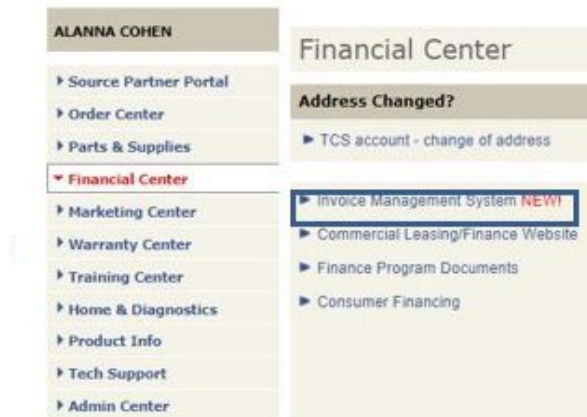 ALANNA COHEN
Source Partner Portal
Order Center
Parts & Supplies
Financial Center
Marketing Center
Warranty Center
Training Center
Home & Diagnostics
Product Info
Tech Support
Admin Center
Financial Center
Address Changed?
TCS account - change of address
Invoice Management System NEW!
Commercial Leasing/Finance Website
Finance Program Documents
Consumer Financing